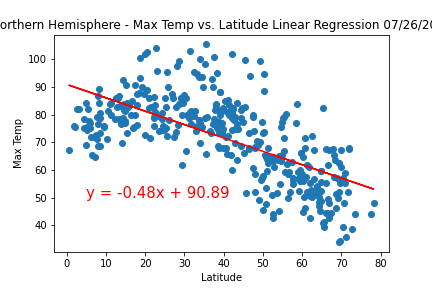 orthern Hemisphere - Max Temp vs. Latitude Linear Regression 07/26/20
Max Temp
100
90
80
70
60
50
40
y = -0.48x + 90.89
0 10 20 30 40 50 60 70 80
Latitude